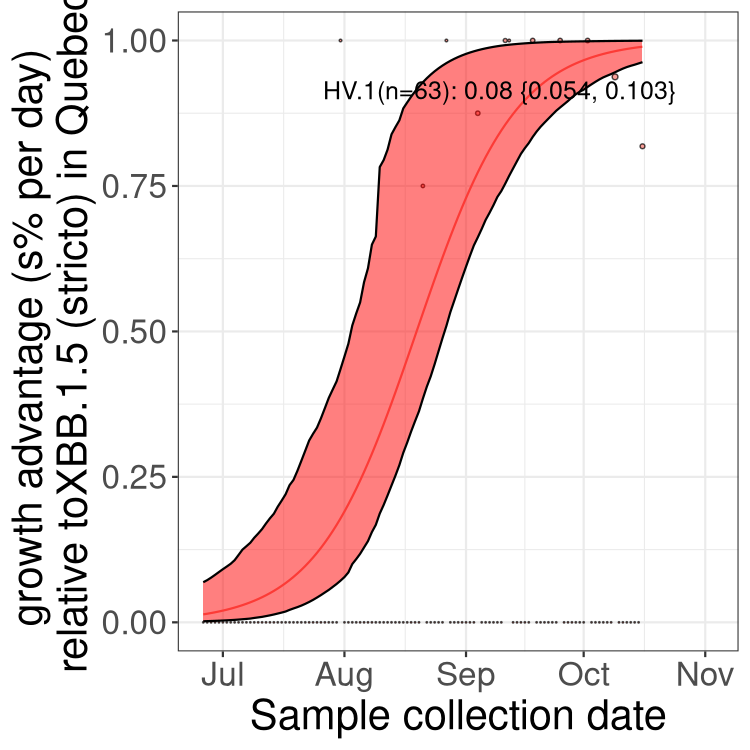 growth advantage (s% per day)
relative toXBB.1.5 (stricto) in Quebec
1.00
0.75
0.50
0.25
0.00
HV.1(n=63): 0.08 {0.054, 0.103}
Jul Aug Sep Oct Nov
Sample collection date